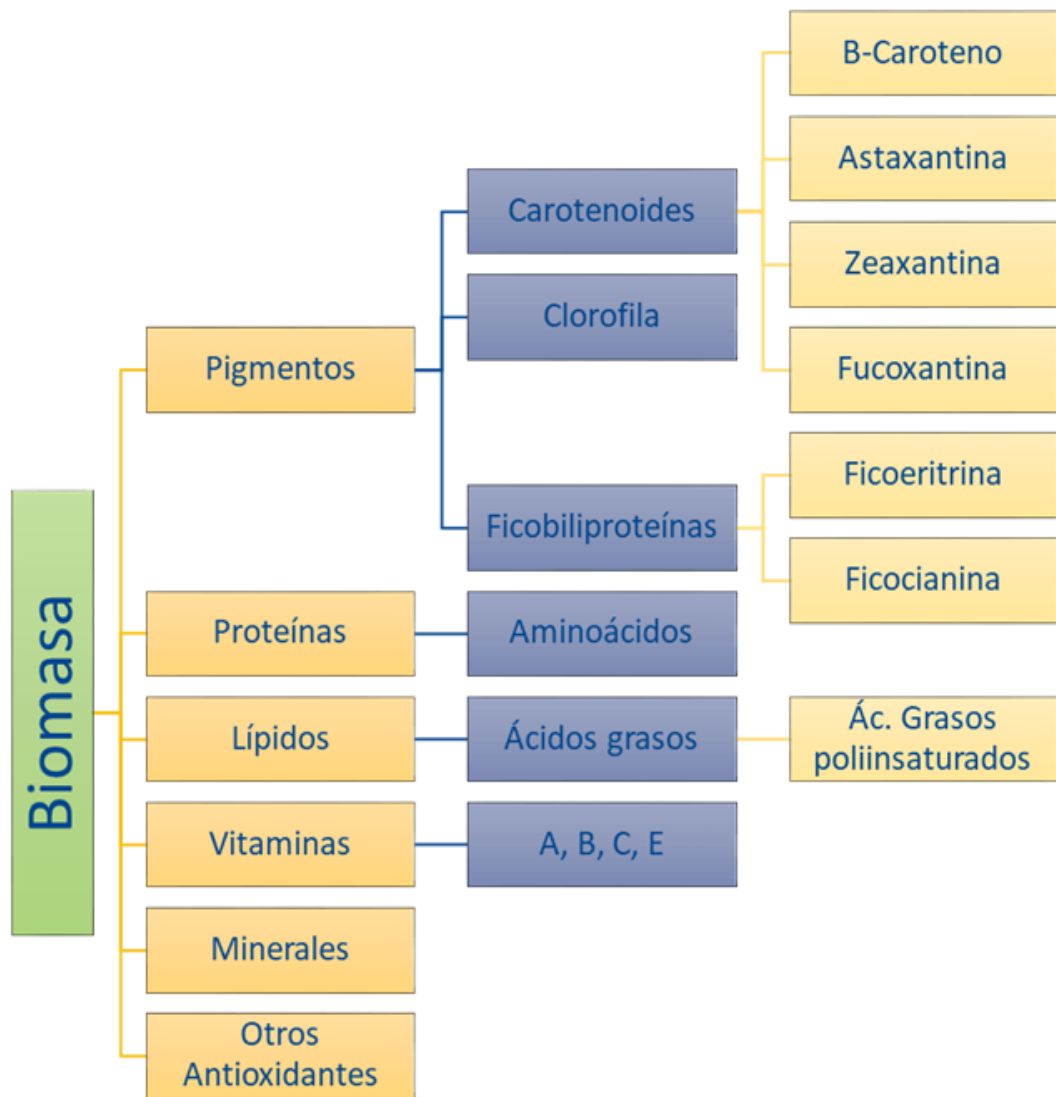 Biomasa
Pigmentos
Carotenoides
B-Caroteno
Astaxantina
Zeaxantina
Fucoxantina
Clorofila
Ficobiliproteínas
Ficoeritrina
Ficocianina
Proteínas
Aminoácidos
Lípidos
Ácidos grasos
Ác. Grasos
poliinsaturados
Vitaminas
A, B, C, E
Minerales
Otros
Antioxidantes